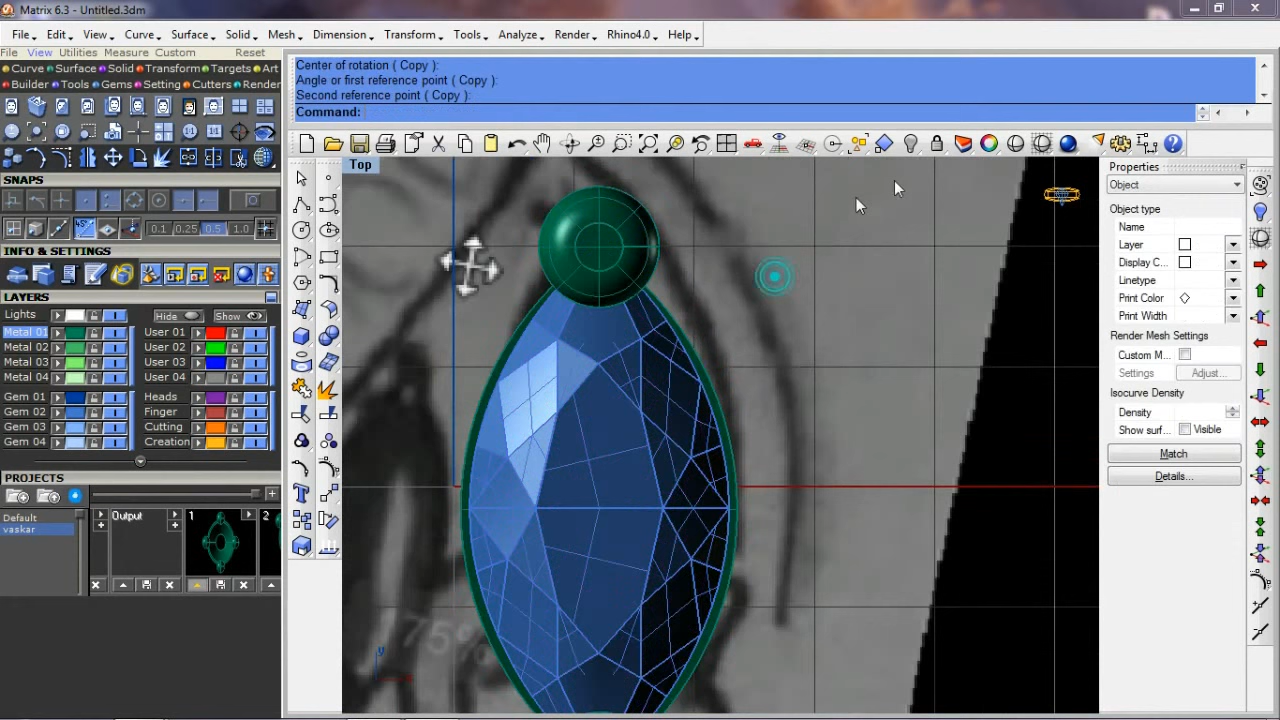 Matrix 6.3 - Untitled.3dm
File Edit View Curve Surface Solid Mesh Dimension Transform Tools Analyze Render Rhino4.0 Help
File View Utilities Measure Custom Reset
Curve Surface Solid Transform Targets Art
Builder Tools Gems Setting Cutters Render
Center of rotation ( Copy ):
Angle or first reference point ( Copy ):
Second reference point ( Copy ):
Command:
Top
SNAPS
45°
0.1 0.25 0.5 1.0
INFO & SETTINGS
LAYERS
Lights Hide Show
Metal 01 User 01
Metal 02 User 02
Metal 03 User 03
Metal 04 User 04
Gem 01 Heads
Gem 02 Finger
Gem 03 Cutting
Gem 04 Creation
PROJECTS
Default
vaskar
Output
1
2
75%
y
Properties
Object
Object type
Name
Layer
Display C...
Linetype
Print Color
Print Width
Render Mesh Settings
Custom M...
Settings Adjust...
Isocurve Density
Density
Show surf... Visible
Match
Details...